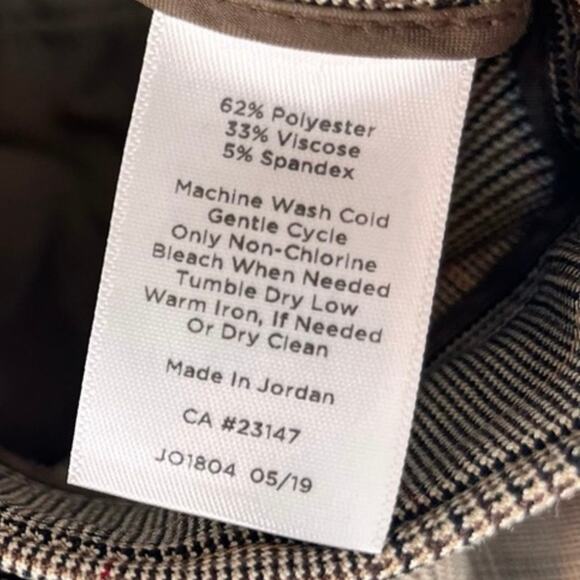 62% Polyester
33% Viscose
5% Spandex
Machine Wash Cold
Gentle Cycle
Only Non-Chlorine
Bleach When Needed
Tumble Dry Low
Warm Iron, If Needed
Or Dry Clean
Made In Jordan
CA #23147
JO1804 05/19